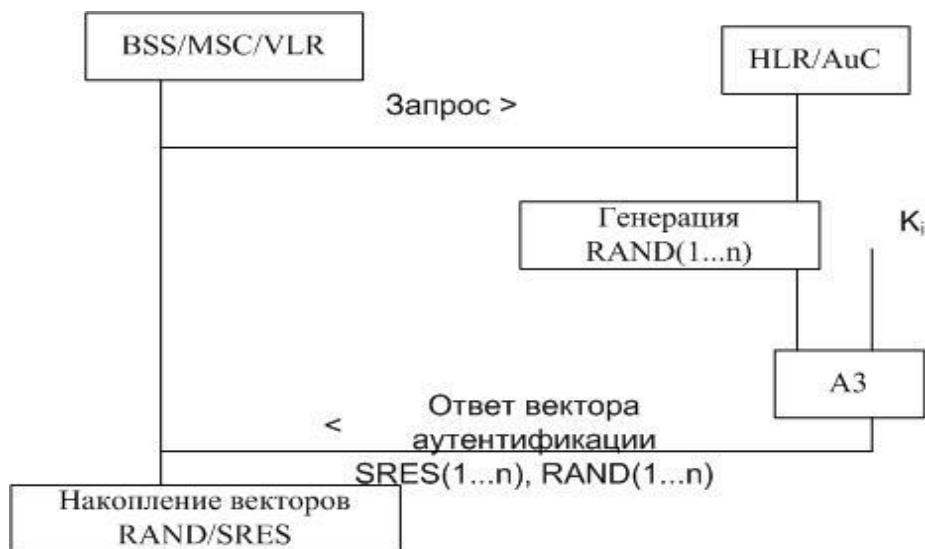 BSS/MSC/VLR
HLR/AuC
Запрос >
Генерация
RAND(1...n)
Ki
A3
<
Ответ вектора
аутентификации
SRES(1...n), RAND(1...n)
Накопление векторов
RAND/SRES